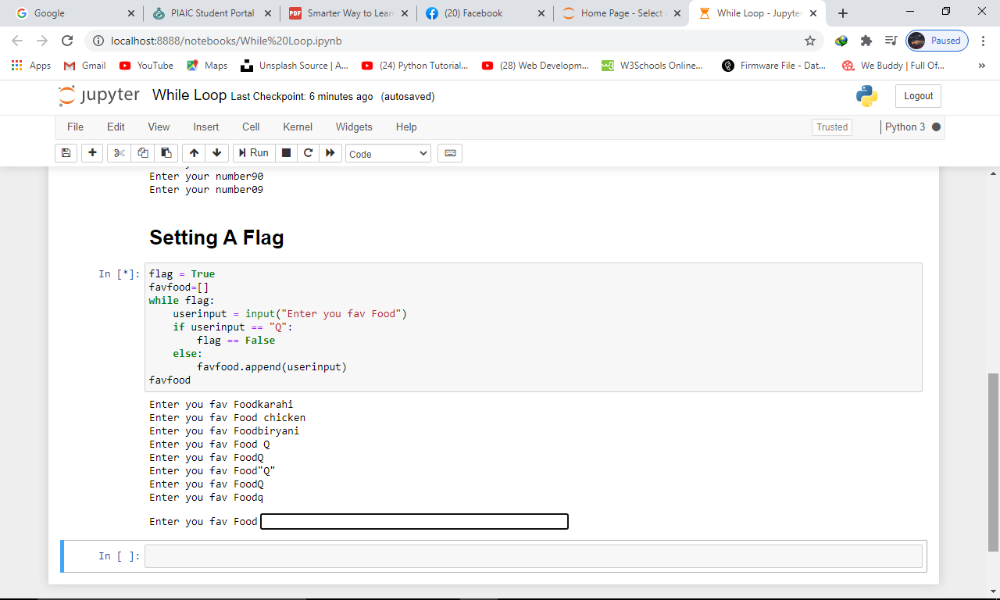 Google
PIAIC Student Portal
PDF
Smarter Way to Lear
(20) Facebook
Home Page - Select
While Loop - Jupyter
localhost:8888/notebooks/While%20Loop.ipynb
Paused
Apps
Gmail
YouTube
Maps
Unsplash Source | A...
(24) Python Tutorial...
(28) Web Developm...
W3Schools Online...
Firmware File - Dat...
We Buddy | Full Of...
»
jupyter While Loop Last Checkpoint: 6 minutes ago (autosaved)
Logout
File Edit View Insert Cell Kernel Widgets Help
Trusted
Python 3
Run
Code
Enter your number90
Enter your number09
Setting A Flag
In [*]:
flag = True
favfood=[]
while flag:
    userinput = input("Enter you fav Food")
    if userinput == "Q":
        flag == False
    else:
        favfood.append(userinput)
favfood
Enter you fav Foodkarahi
Enter you fav Food chicken
Enter you fav Foodbiryani
Enter you fav Food Q
Enter you fav FoodQ
Enter you fav Food"Q"
Enter you fav FoodQ
Enter you fav Foodq
Enter you fav Food
In [ ]: